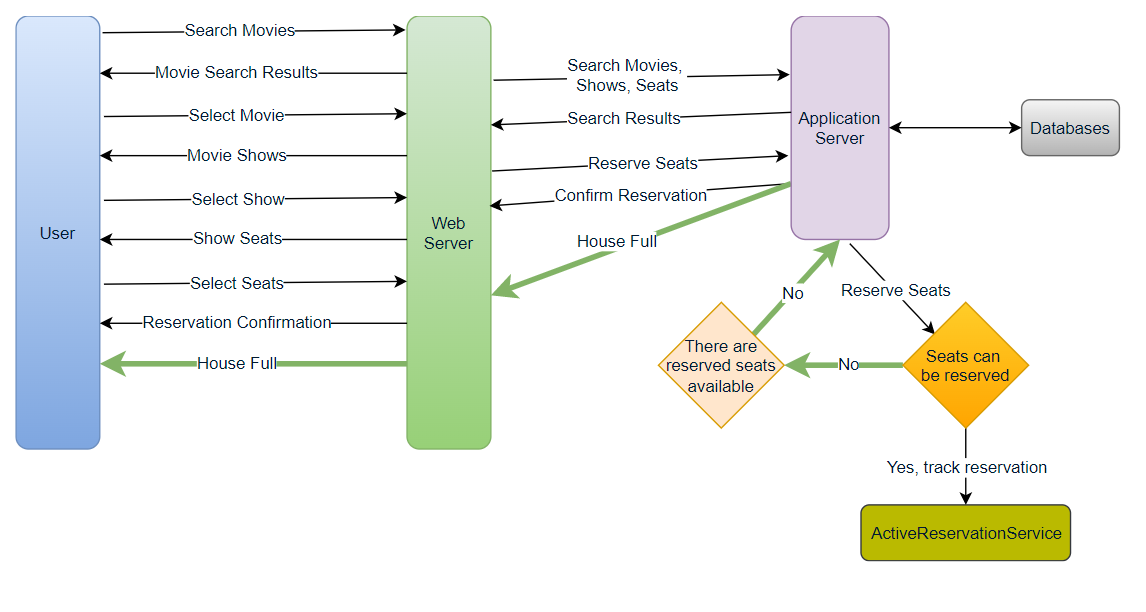 Search Movies
Movie Search Results
Select Movie
Movie Shows
Select Show
Show Seats
Select Seats
Reservation Confirmation
House Full
User
Web
Server
Search Movies,
Shows, Seats
Search Results
Reserve Seats
Confirm Reservation
House Full
Application
Server
Databases
No
Reserve Seats
There are
reserved seats
available
No
Seats can
be reserved
Yes, track reservation
ActiveReservationService